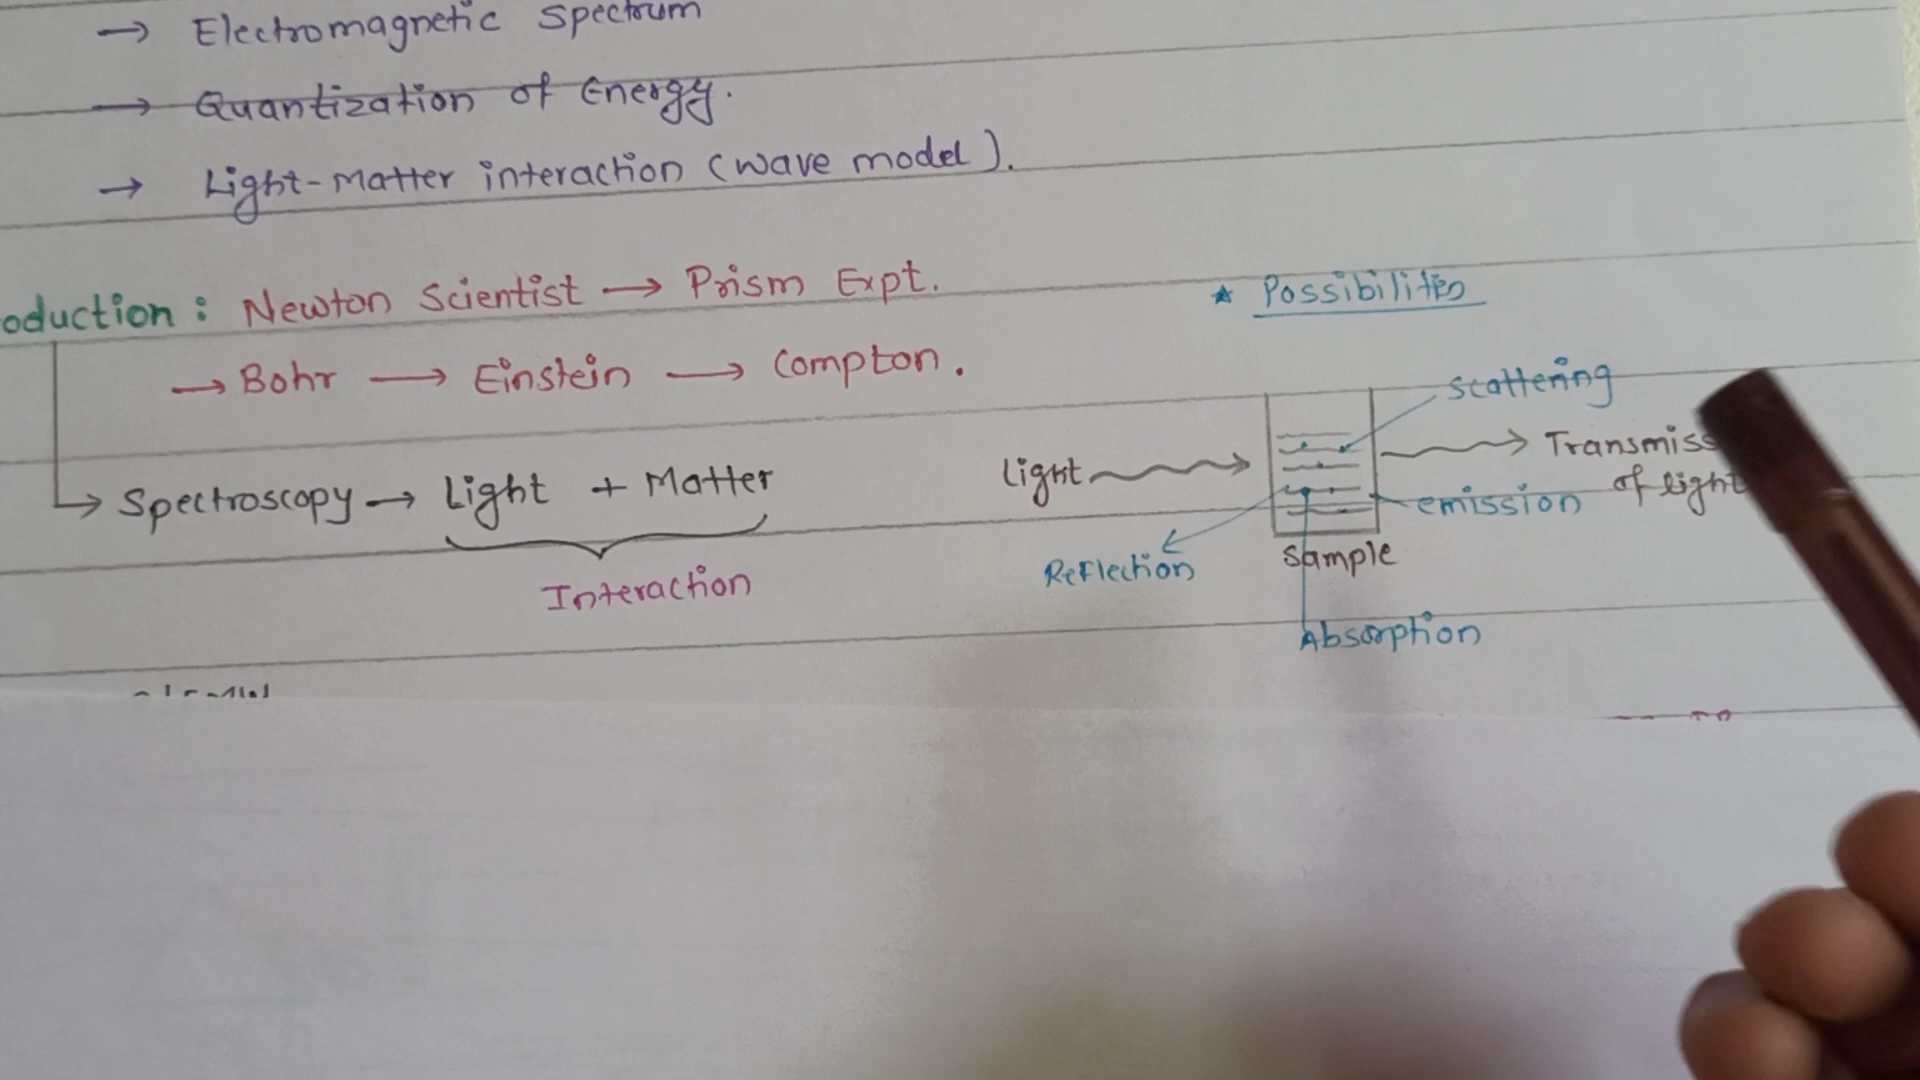 → Electromagnetic Spectrum
→ Quantization of Energy.
→ Light-Matter interaction (wave model).
oduction: Newton Scientist → Prism Expt.
→ Bohr → Einstein → Compton.
→ Spectroscopy → Light + Matter
Interaction
* Possibilites
scattering
light
Transmiss
of light
emission
Reflection
Sample
Absorption